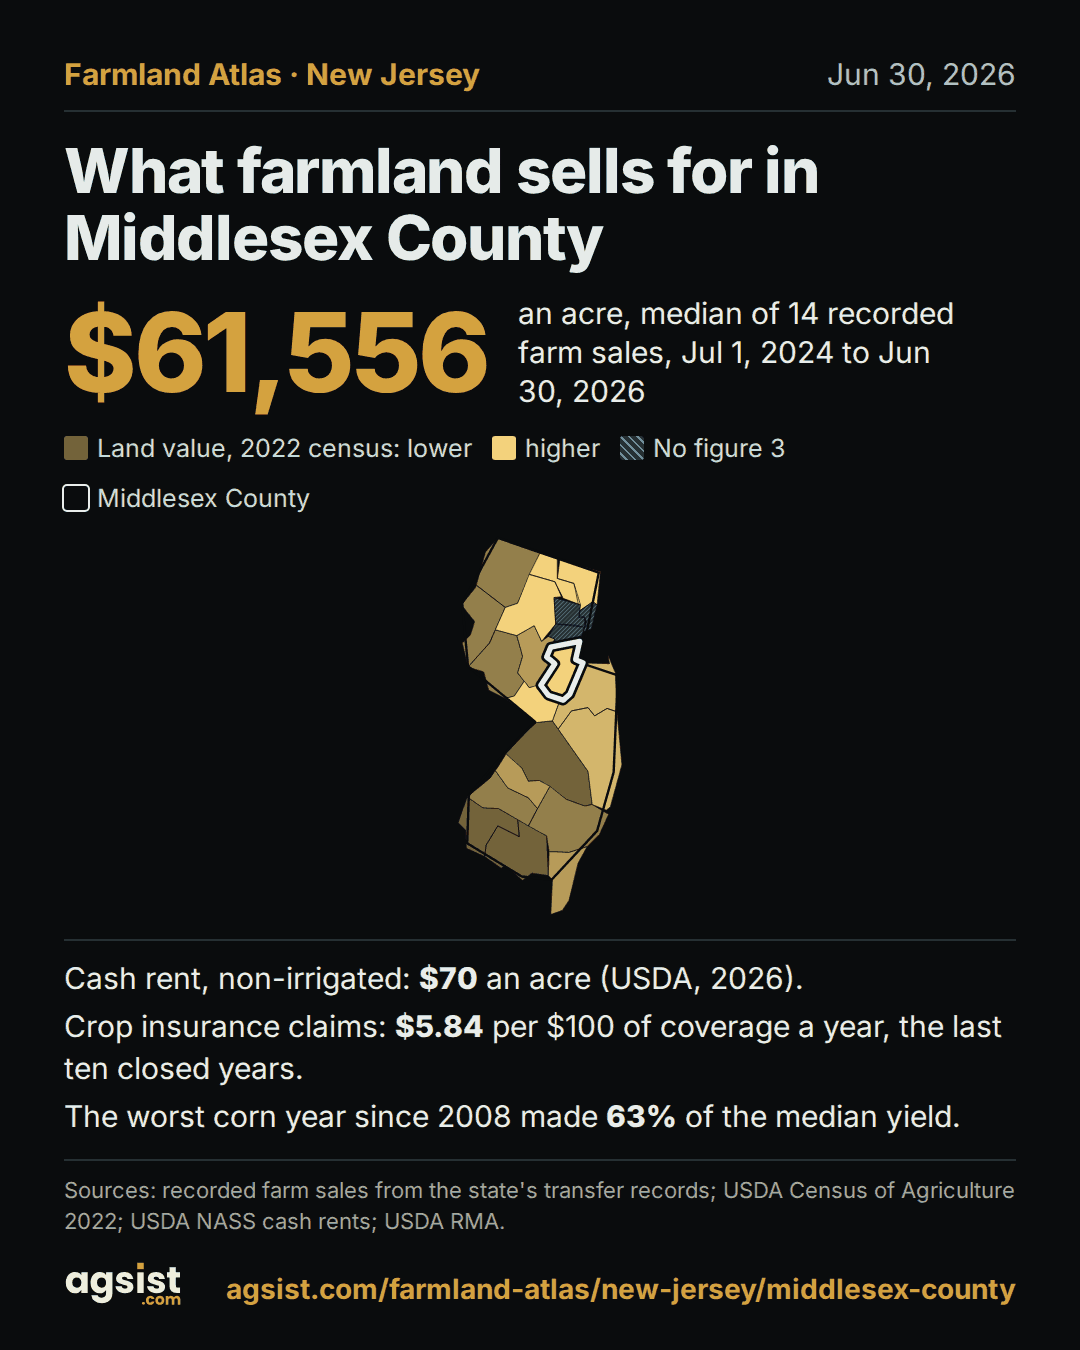 Farmland Atlas · New Jersey
Jun 30, 2026
What farmland sells for in
Middlesex County
$61,556
an acre, median of 14 recorded
farm sales, Jul 1, 2024 to Jun
30, 2026
Land value, 2022 census: lower
higher
No figure 3
Middlesex County
Cash rent, non-irrigated: $70 an acre (USDA, 2026).
Crop insurance claims: $5.84 per $100 of coverage a year, the last
ten closed years.
The worst corn year since 2008 made 63% of the median yield.
Sources: recorded farm sales from the state's transfer records; USDA Census of Agriculture
2022; USDA NASS cash rents; USDA RMA.
agsist
.com
agsist.com/farmland-atlas/new-jersey/middlesex-county